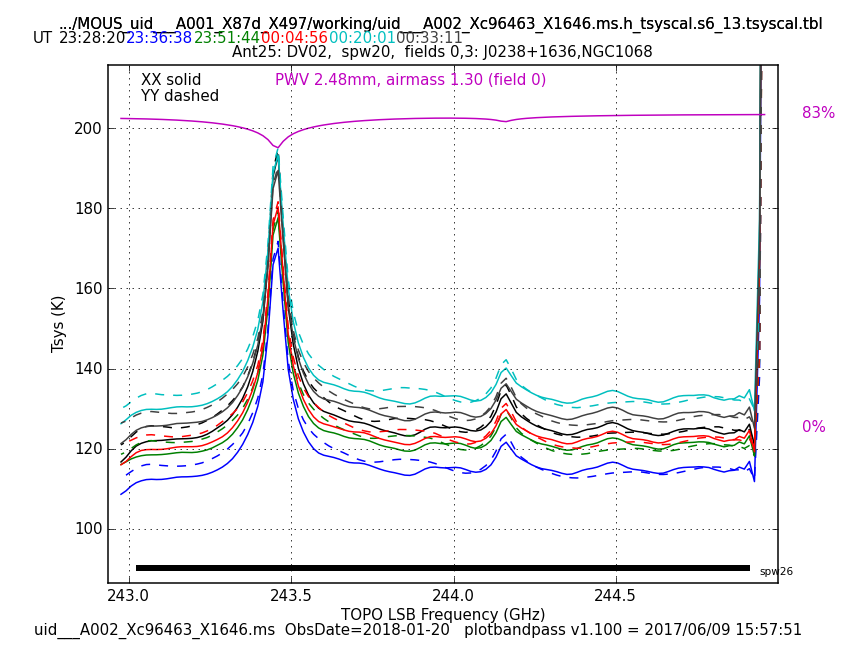 .../MOUS_uid___A001_X87d_X497/working/uid___A002_Xc96463_X1646.ms.h_tsyscal.s6_13.tsyscal.tbl
UT 23:28:20 23:36:38 23:51:44 00:04:56 00:20:01 00:33:11
Ant25: DV02, spw20, fields 0,3: J0238+1636,NGC1068
XX solid
YY dashed
PWV 2.48mm, airmass 1.30 (field 0)
83%
0%
200
180
160
140
120
100
Tsys (K)
spw26
243.0 243.5 244.0 244.5
TOPO LSB Frequency (GHz)
uid___A002_Xc96463_X1646.ms ObsDate=2018-01-20 plotbandpass v1.100 = 2017/06/09 15:57:51